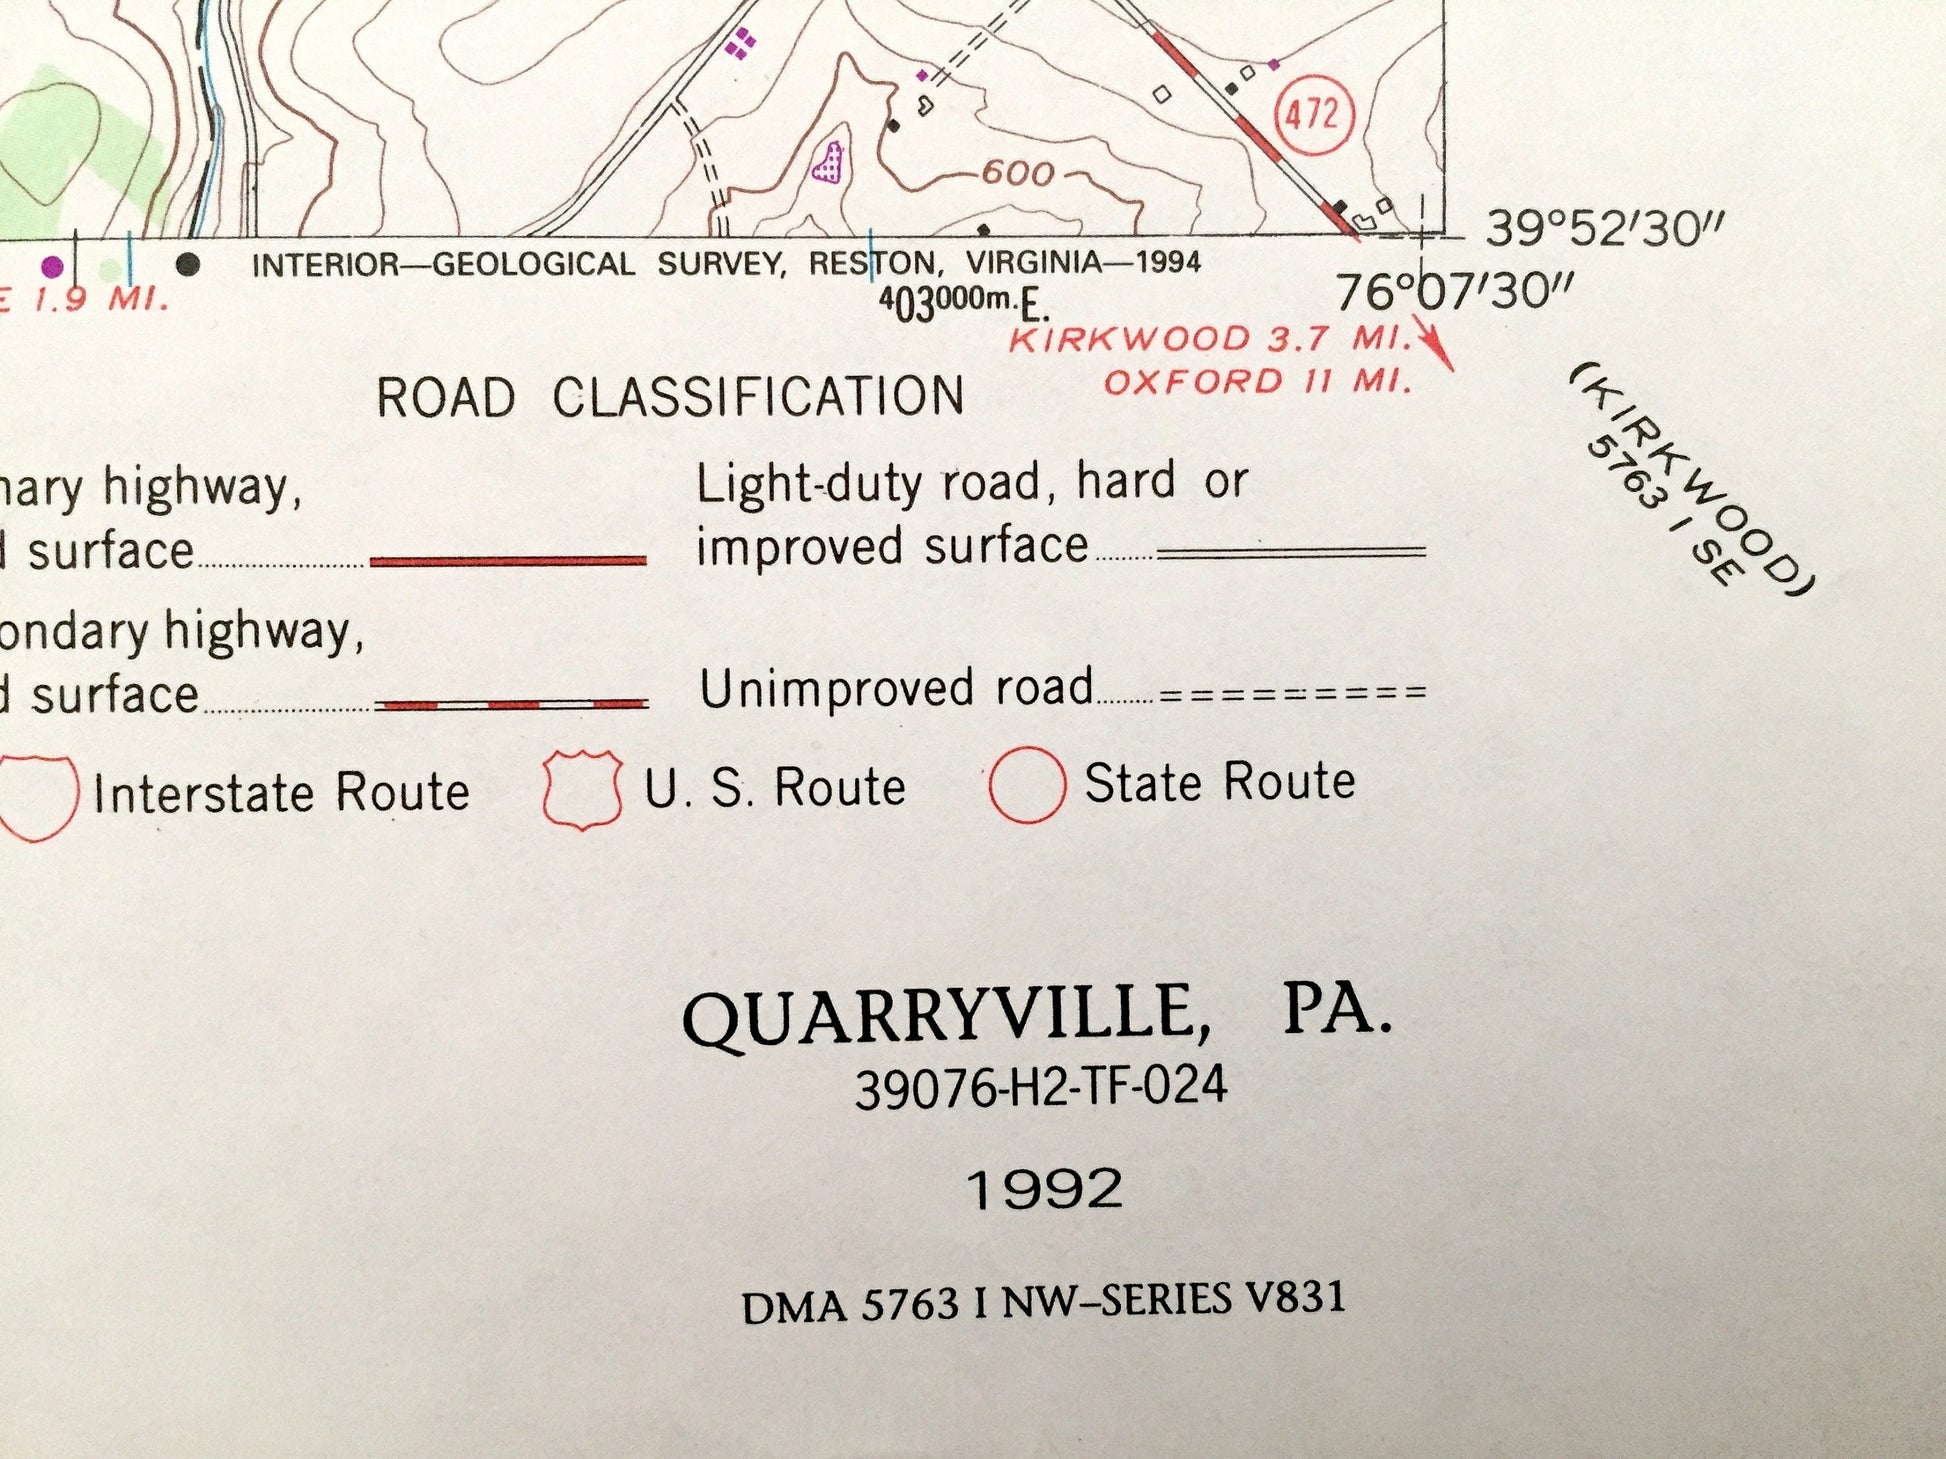 472
600
39°52'30"
INTERIOR—GEOLOGICAL SURVEY, RESTON, VIRGINIA—1994
76°07'30"
1.9 MI.
403000m.E.
KIRKWOOD 3.7 MI.
OXFORD 11 MI.
(KIRKWOOD)
5763 I SE
ROAD CLASSIFICATION
highway,
surface
Light-duty road, hard or
improved surface
highway,
surface
Unimproved road
Interstate Route
U. S. Route
State Route
QUARRYVILLE, PA.
39076-H2-TF-024
1992
DMA 5763 I NW–SERIES V831